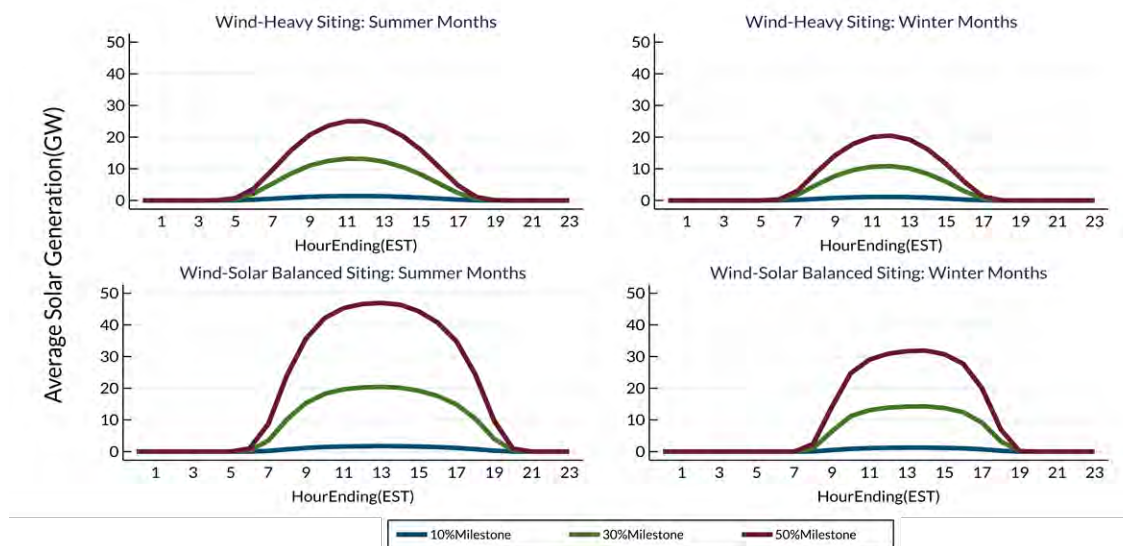 Wind-Heavy Siting: Summer Months
Wind-Heavy Siting: Winter Months
Average Solar Generation(GW)
50
40
30
20
10
0
1 3 5 7 9 11 13 15 17 19 21 23
HourEnding(EST)
50
40
30
20
10
0
1 3 5 7 9 11 13 15 17 19 21 23
HourEnding(EST)
Wind-Solar Balanced Siting: Summer Months
Wind-Solar Balanced Siting: Winter Months
50
40
30
20
10
0
1 3 5 7 9 11 13 15 17 19 21 23
HourEnding(EST)
50
40
30
20
10
0
1 3 5 7 9 11 13 15 17 19 21 23
HourEnding(EST)
10%Milestone 30%Milestone 50%Milestone